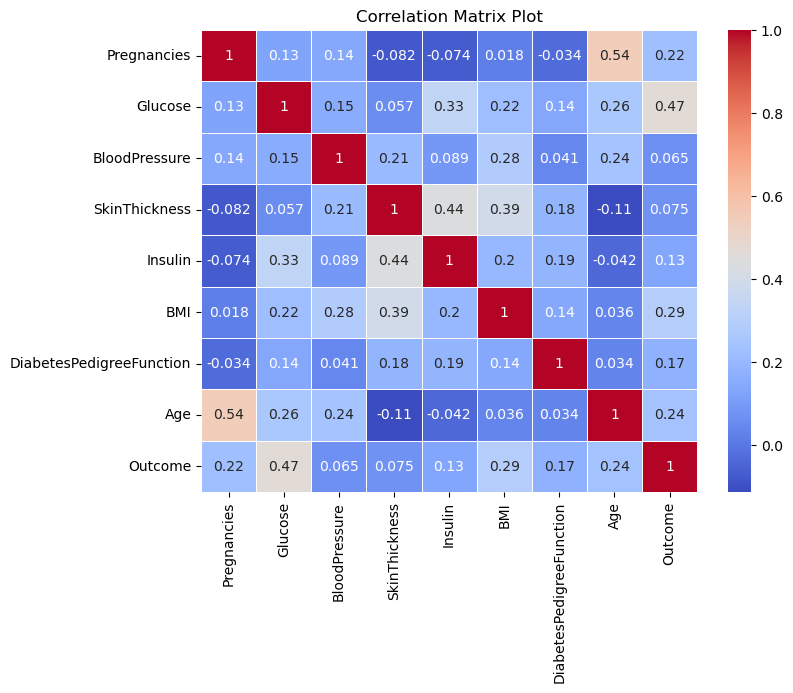 Correlation Matrix Plot
Pregnancies 1 0.13 0.14 -0.082 -0.074 0.018 -0.034 0.54 0.22
Glucose 0.13 1 0.15 0.057 0.33 0.22 0.14 0.26 0.47
BloodPressure 0.14 0.15 1 0.21 0.089 0.28 0.041 0.24 0.065
SkinThickness -0.082 0.057 0.21 1 0.44 0.39 0.18 -0.11 0.075
Insulin -0.074 0.33 0.089 0.44 1 0.2 0.19 -0.042 0.13
BMI 0.018 0.22 0.28 0.39 0.2 1 0.14 0.036 0.29
DiabetesPedigreeFunction -0.034 0.14 0.041 0.18 0.19 0.14 1 0.034 0.17
Age 0.54 0.26 0.24 -0.11 -0.042 0.036 0.034 1 0.24
Outcome 0.22 0.47 0.065 0.075 0.13 0.29 0.17 0.24 1
Pregnancies
Glucose
BloodPressure
SkinThickness
Insulin
BMI
DiabetesPedigreeFunction
Age
Outcome
1.0
0.8
0.6
0.4
0.2
0.0